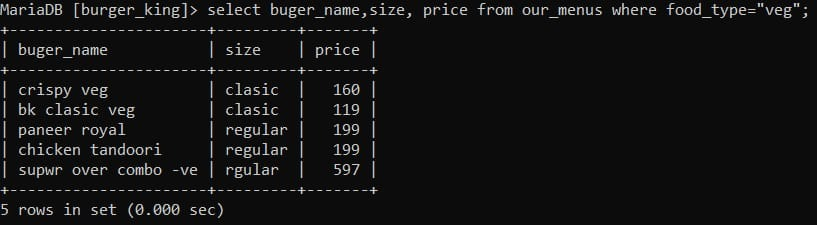 MariaDB [burger_king]> select buger_name,size, price from our_menus where food_type="veg";
+----------------------+---------+-------+
| buger_name           | size    | price |
+----------------------+---------+-------+
| crispy veg           | clasic  |   160 |
| bk clasic veg        | clasic  |   119 |
| paneer royal         | regular |   199 |
| chicken tandoori     | regular |   199 |
| supwr over combo -ve | rgular  |   597 |
+----------------------+---------+-------+
5 rows in set (0.000 sec)